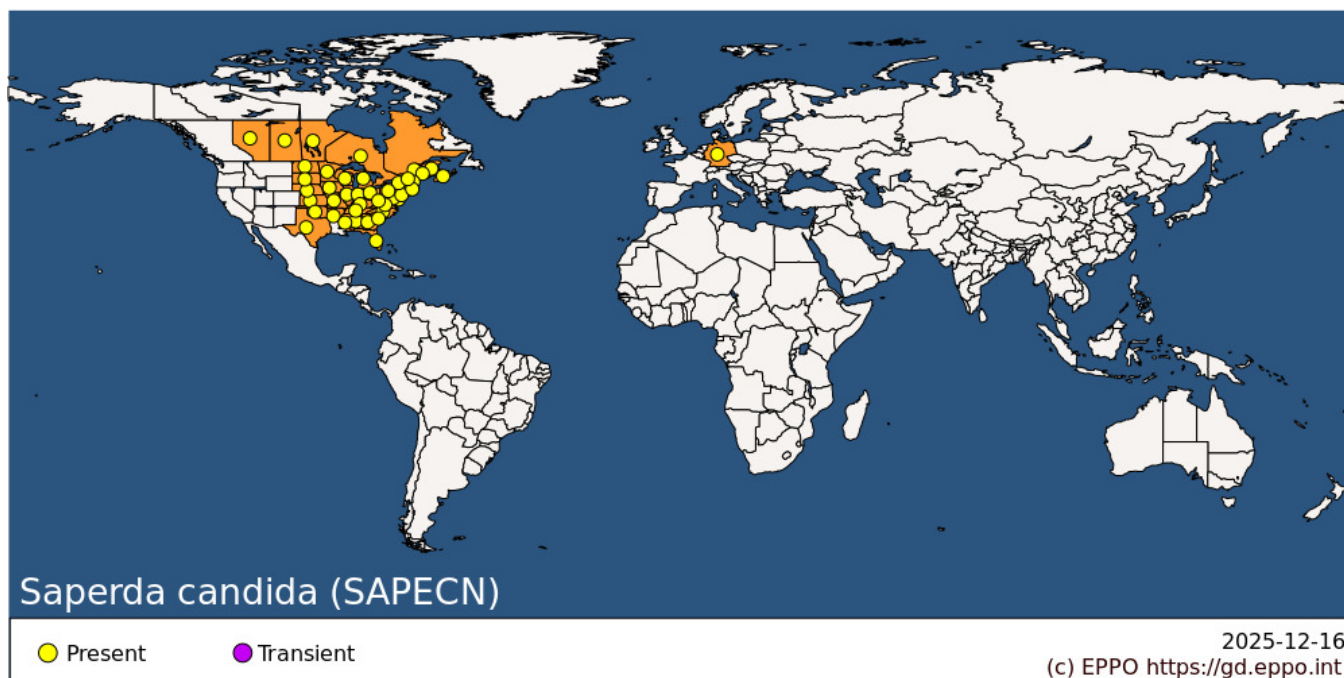 Saperda candida (SAPECN)
Present
Transient
2025-12-16
(c) EPPO https://gd.eppo.int